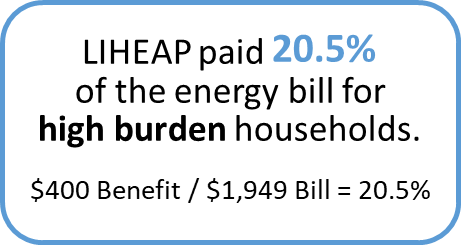 LIHEAP paid 20.5%
of the energy bill for
high burden households.
$400 Benefit / $1,949 Bill = 20.5%